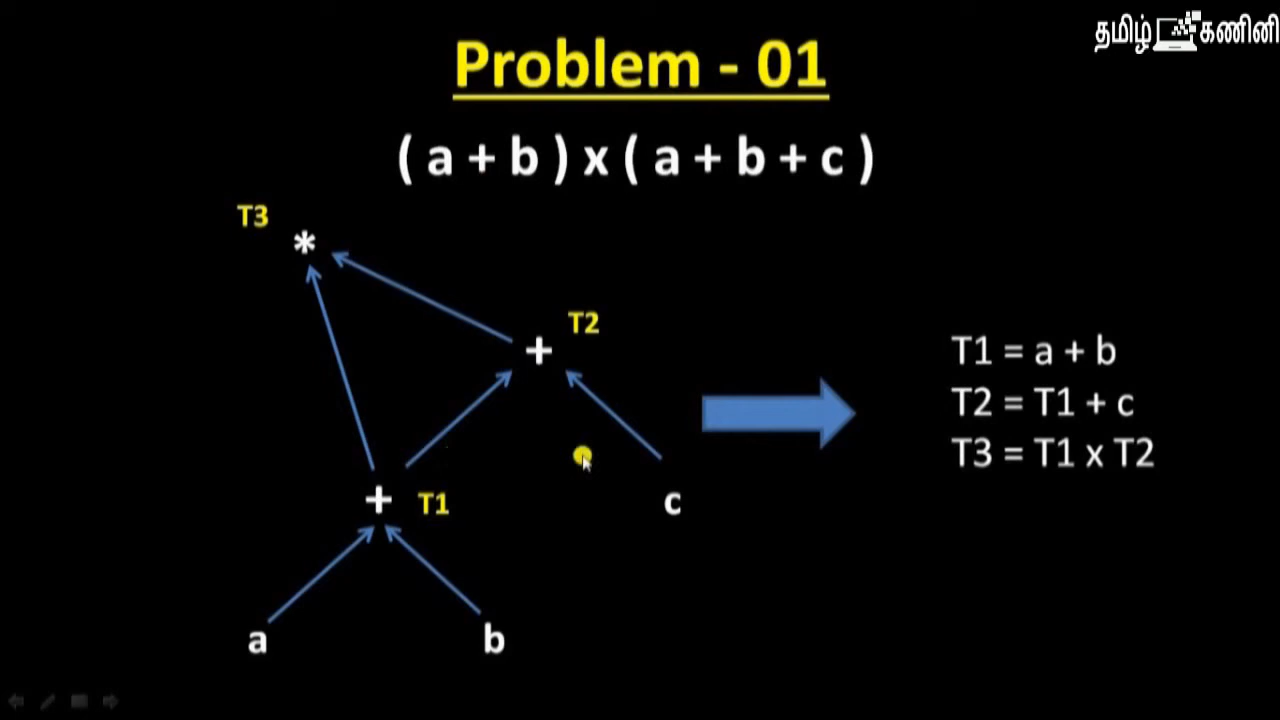 தமிழ் கணினி
Problem - 01
( a + b ) x ( a + b + c )
T3
*
T2
+
T1 = a + b
T2 = T1 + c
T3 = T1 x T2
+ T1
c
a
b